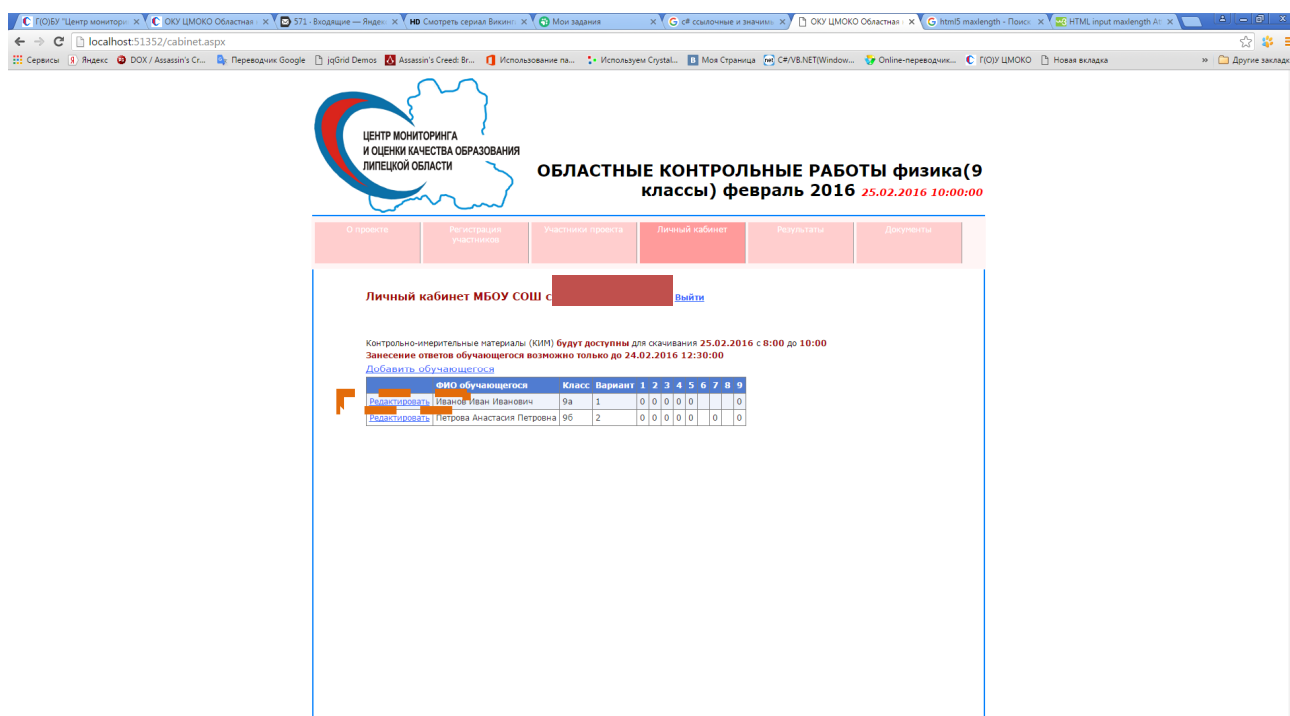 Г(О)БУ "Центр монитори
ОКУ ЦМОКО Областная
571 · Входящие — Яндекс
HD Смотреть сериал Викинги
Мои задания
c# ссылочные и значимы
ОКУ ЦМОКО Областная
html5 maxlength - Поиск
HTML input maxlength At
localhost:51352/cabinet.aspx
Сервисы Яндекс DOX / Assassin's Cr... Переводчик Google jqGrid Demos Assassin's Creed: Br... Использование па... Используем Crystal... Моя Страница C#/VB.NET(Window... Online-переводчик... Г(О)У ЦМОКО Новая вкладка » Другие закладк
ЦЕНТР МОНИТОРИНГА
И ОЦЕНКИ КАЧЕСТВА ОБРАЗОВАНИЯ
ЛИПЕЦКОЙ ОБЛАСТИ
ОБЛАСТНЫЕ КОНТРОЛЬНЫЕ РАБОТЫ физика(9
классы) февраль 2016 25.02.2016 10:00:00
О проекте
Регистрация
участников
Участники проекта
Личный кабинет
Результаты
Документы
Личный кабинет МБОУ СОШ с
Выйти
Контрольно-имерительные материалы (КИМ) будут доступны для скачивания 25.02.2016 с 8:00 до 10:00
Занесение ответов обучающегося возможно только до 24.02.2016 12:30:00
Добавить обучающегося
ФИО обучающегося Класс Вариант 1 2 3 4 5 6 7 8 9
Редактировать Иванов Иван Иванович 9а 1 0 0 0 0 0 0
Редактировать Петрова Анастасия Петровна 9б 2 0 0 0 0 0 0 0